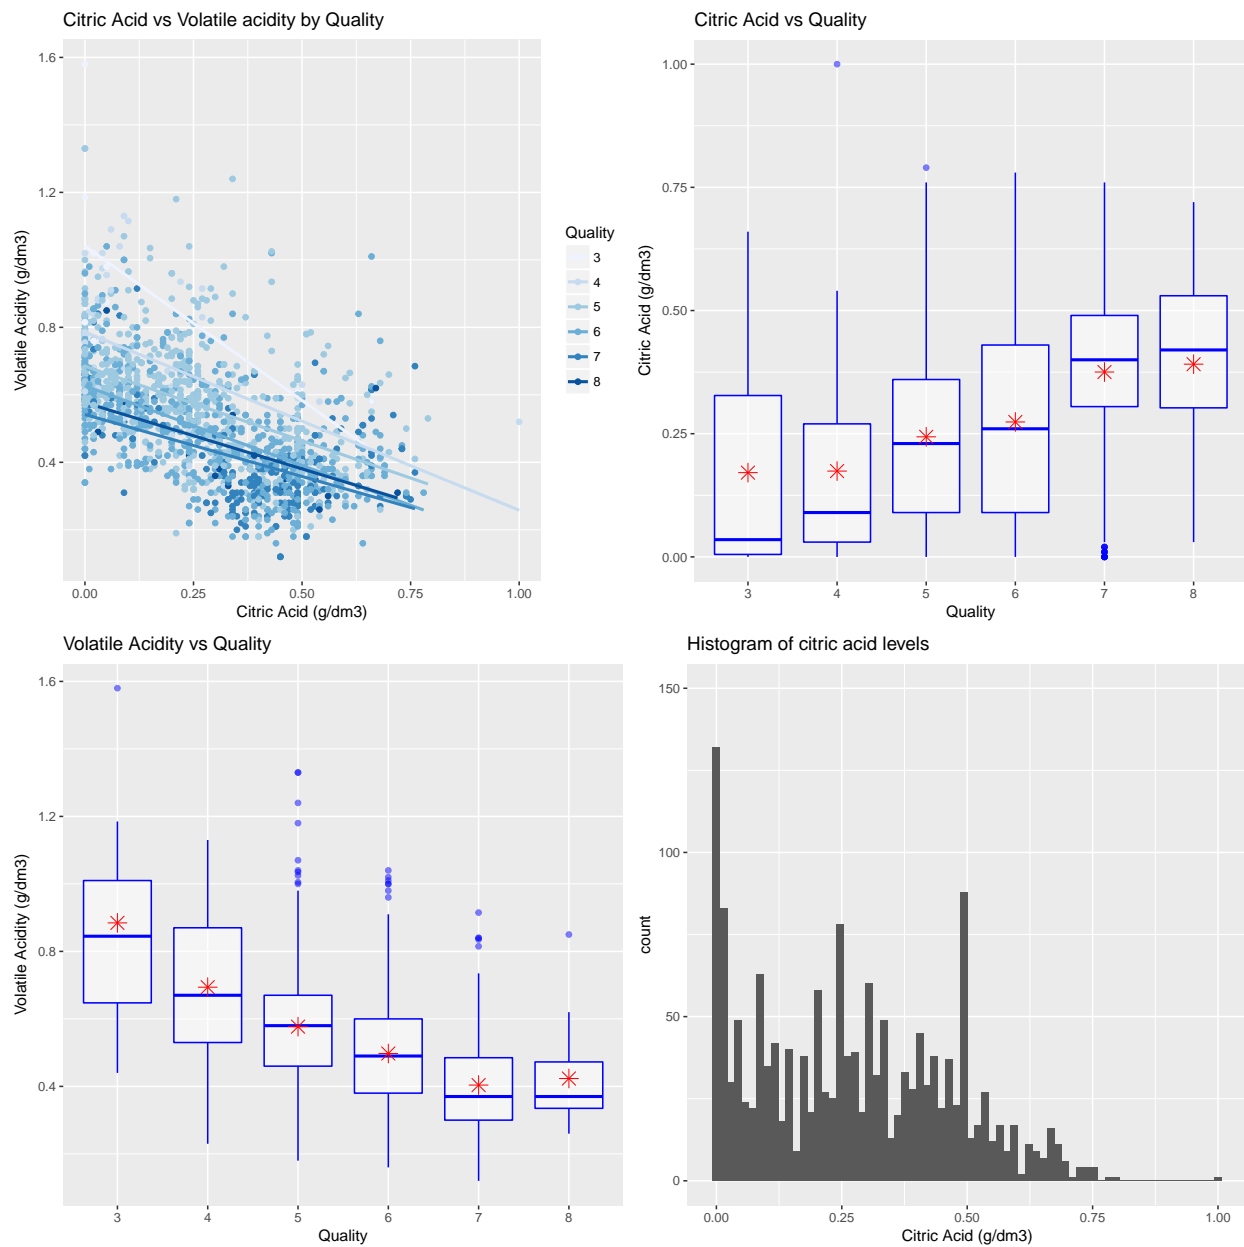 Citric Acid vs Volatile acidity by Quality
1.6
1.2
0.8
0.4
Volatile Acidity (g/dm3)
0.00 0.25 0.50 0.75 1.00
Citric Acid (g/dm3)
Quality
3
4
5
6
7
8
Citric Acid vs Quality
1.00
0.75
0.50
0.25
0.00
Citric Acid (g/dm3)
3 4 5 6 7 8
Quality
Volatile Acidity vs Quality
1.6
1.2
0.8
0.4
Volatile Acidity (g/dm3)
3 4 5 6 7 8
Quality
Histogram of citric acid levels
150
100
50
0
count
0.00 0.25 0.50 0.75 1.00
Citric Acid (g/dm3)